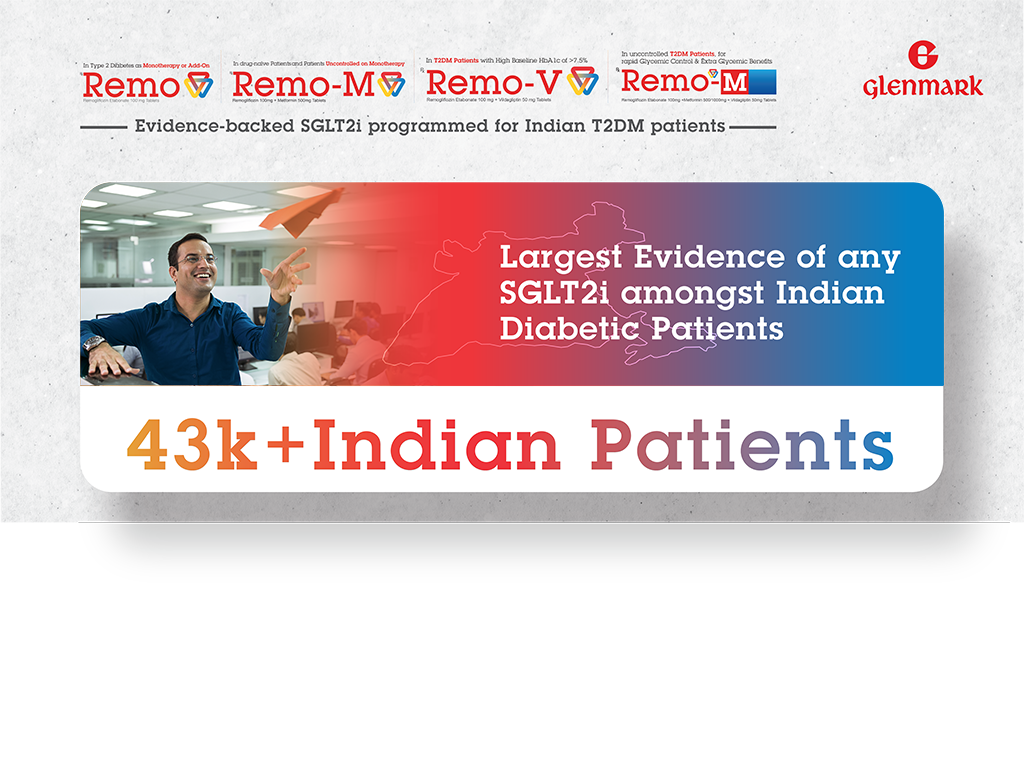 In Type 2 Diabetes as Monotherapy or Add-On
Remo
Remogliflozin Etabonate 100 mg Tablets
In drug-naive Patients and Patients Uncontrolled on Monotherapy
Remo-M
Remogliflozin 100mg + Metformin 500mg Tablets
In T2DM Patients with High Baseline HbA1c of >7.5%
Remo-V
Remogliflozin Etabonate 100 mg + Vildagliptin 50 mg Tablets
In uncontrolled T2DM Patients, for
rapid Glycemic Control & Extra Glycemic Benefits
Remo-M
Remogliflozin Etabonate 100mg +Metformin 500/1000mg + Vildagliptin 50mg Tablets
GLENMARK
Evidence-backed SGLT2i programmed for Indian T2DM patients
Largest Evidence of any
SGLT2i amongst Indian
Diabetic Patients
43k+Indian Patients